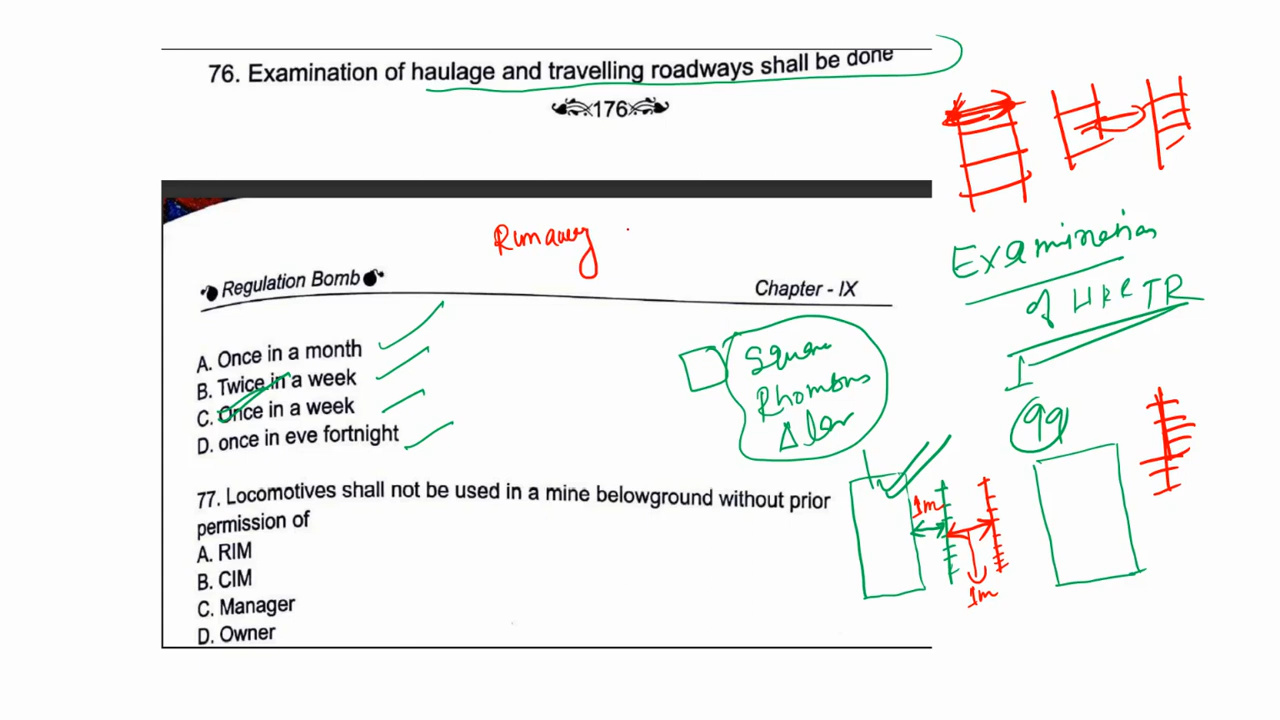 76. Examination of haulage and travelling roadways shall be done
176
Runaway
Regulation Bomb
Chapter - IX
A. Once in a month
B. Twice in a week
C. Once in a week
D. once in eve fortnight
Square
Rhombus
Δler
Examination
of HR & TR
I
99
1m
1m
77. Locomotives shall not be used in a mine belowground without prior
permission of
A. RIM
B. CIM
C. Manager
D. Owner